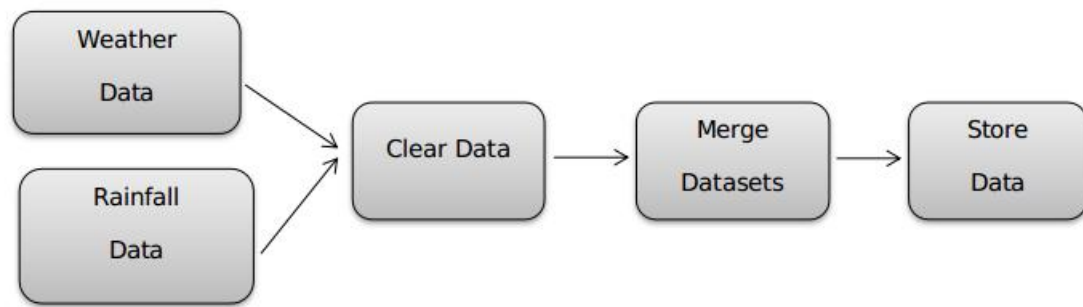 Weather
Data
Rainfall
Data
Clear Data
Merge
Datasets
Store
Data